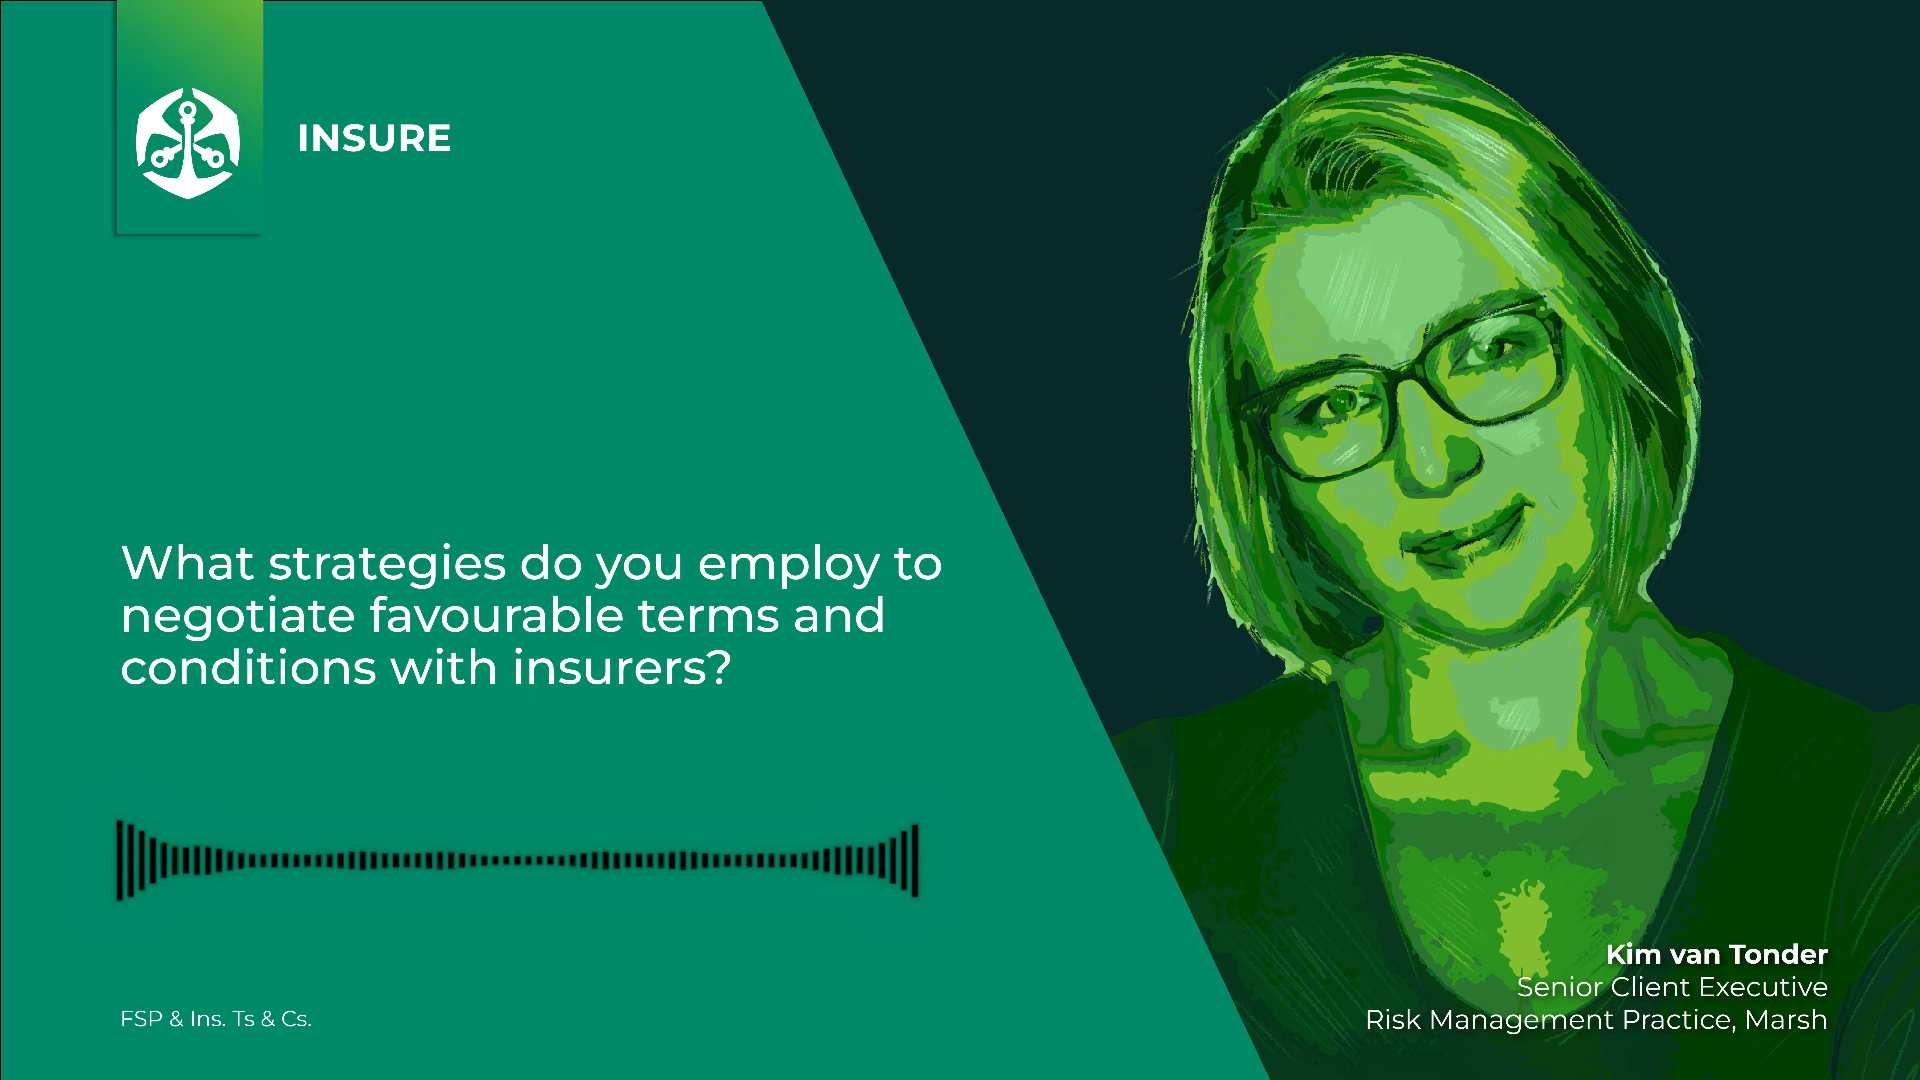 INSURE
What strategies do you employ to
negotiate favourable terms and
conditions with insurers?
Kim van Tonder
Senior Client Executive
Risk Management Practice, Marsh
FSP & Ins. Ts & Cs.